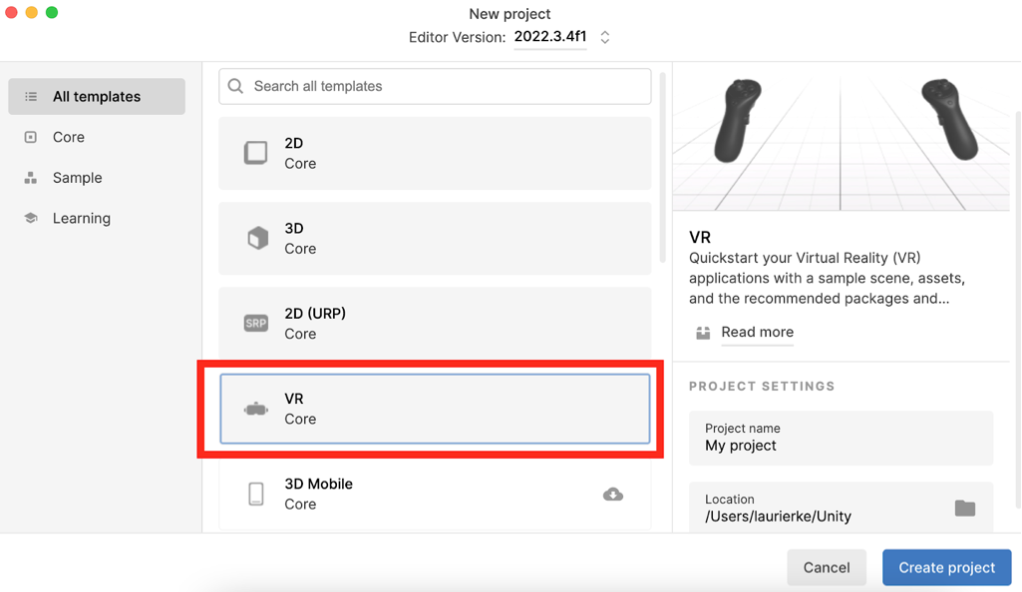 New project
Editor Version: 2022.3.4f1
All templates
Core
Sample
Learning
Search all templates
2D
Core
3D
Core
SRP
2D (URP)
Core
VR
Core
3D Mobile
Core
VR
Quickstart your Virtual Reality (VR)
applications with a sample scene, assets,
and the recommended packages and...
Read more
PROJECT SETTINGS
Project name
My project
Location
/Users/laurierke/Unity
Cancel
Create project